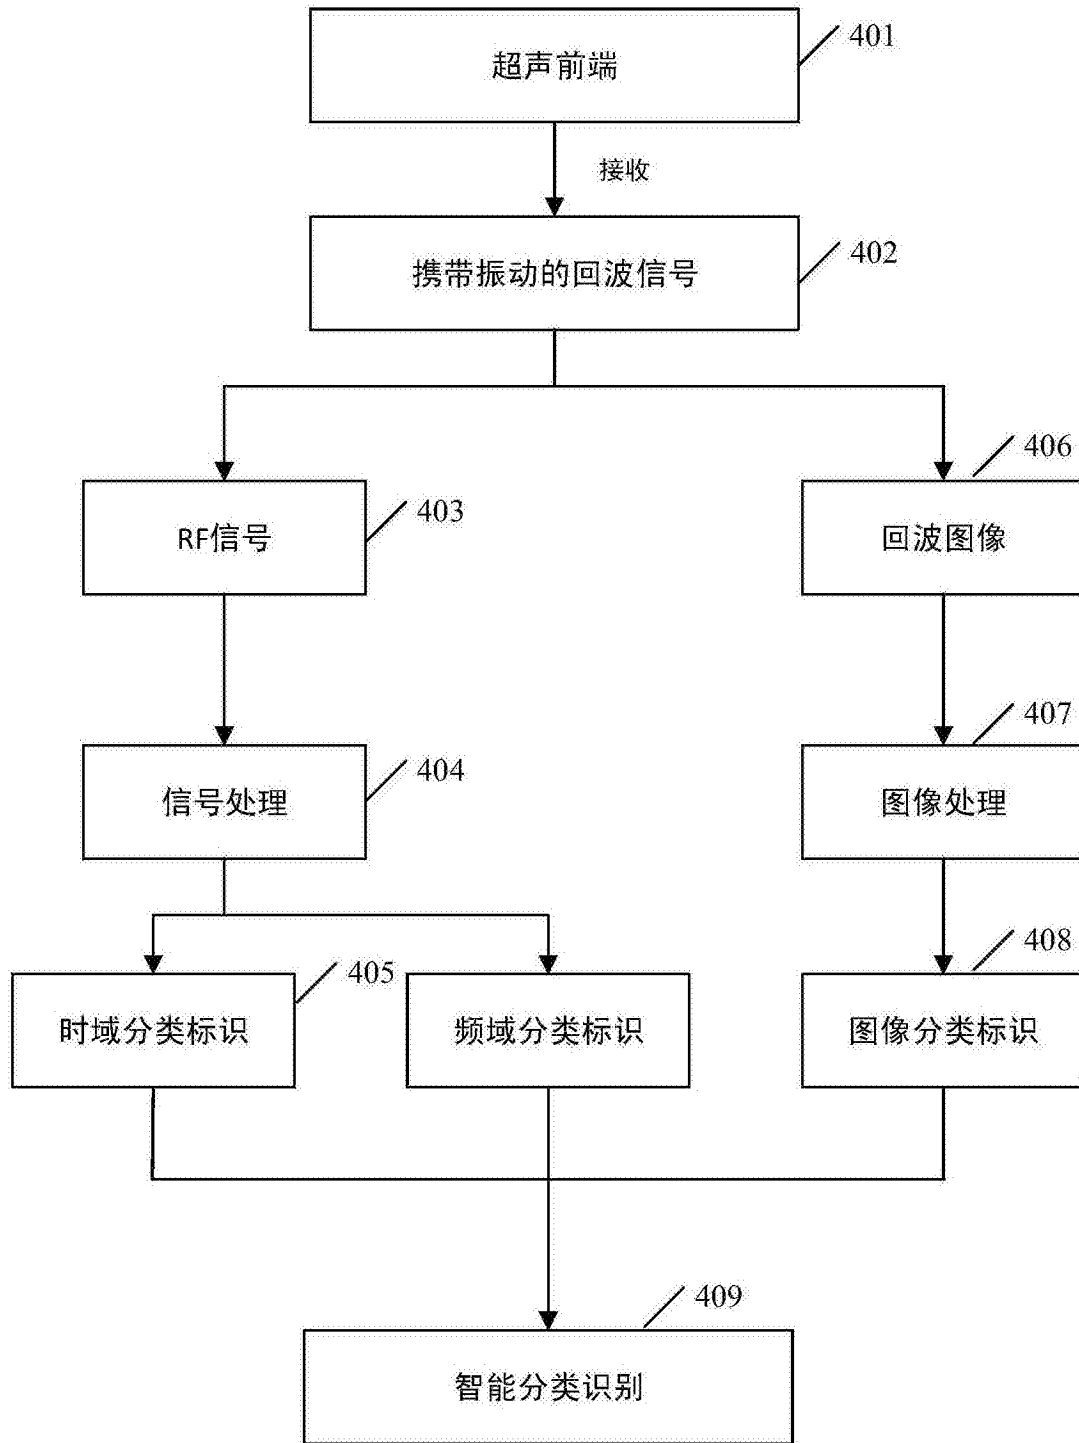 401
超声前端
接收
402
携带振动的回波信号
406
403
RF信号
回波图像
407
404
信号处理
图像处理
408
405
时域分类标识
频域分类标识
图像分类标识
409
智能分类识别